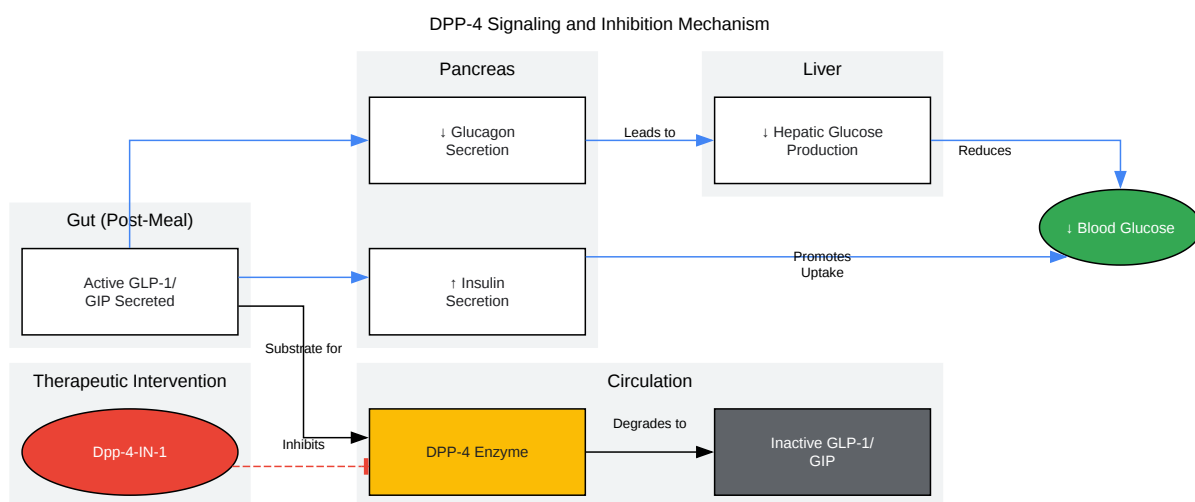 DPP-4 Signaling and Inhibition Mechanism
Pancreas
Liver
↓ Glucagon
Secretion
Leads to
↓ Hepatic Glucose
Production
Reduces
Gut (Post-Meal)
Active GLP-1/
GIP Secreted
↑ Insulin
Secretion
Promotes
Uptake
↓ Blood Glucose
Substrate for
Therapeutic Intervention
Circulation
Dpp-4-IN-1
Inhibits
DPP-4 Enzyme
Degrades to
Inactive GLP-1/
GIP